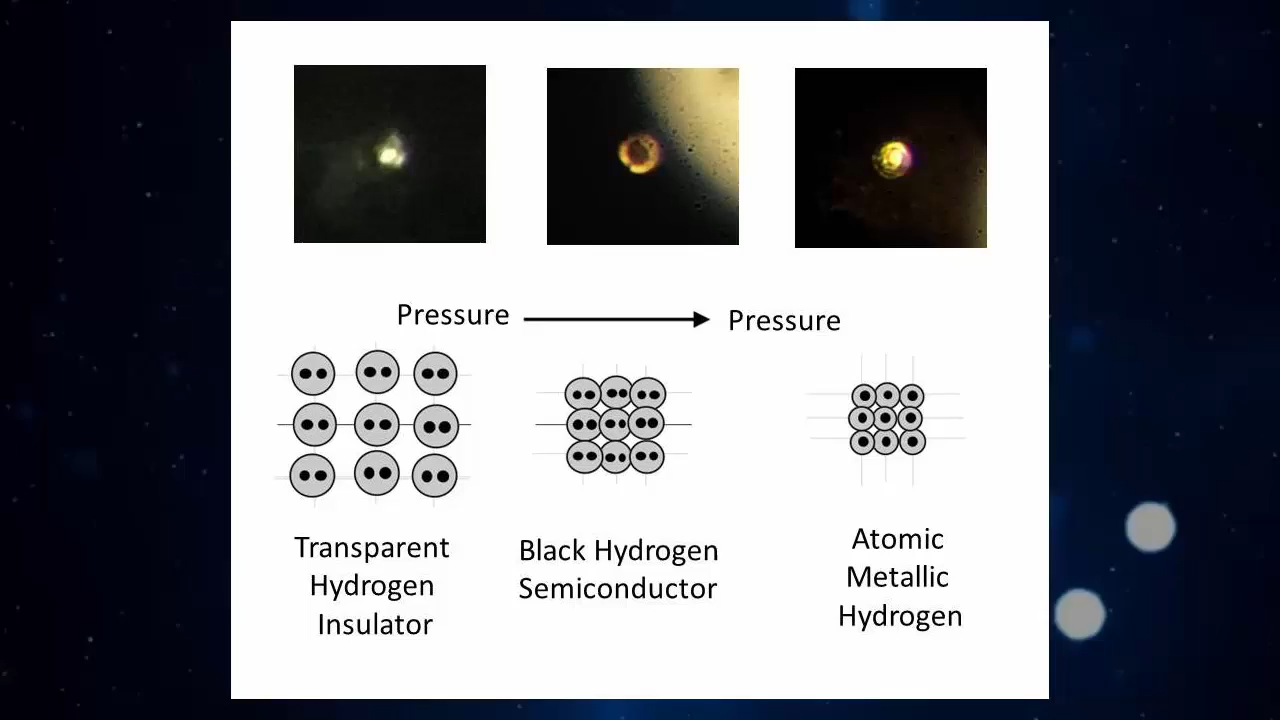 Pressure
Pressure
Transparent
Hydrogen
Insulator
Black Hydrogen
Semiconductor
Atomic
Metallic
Hydrogen